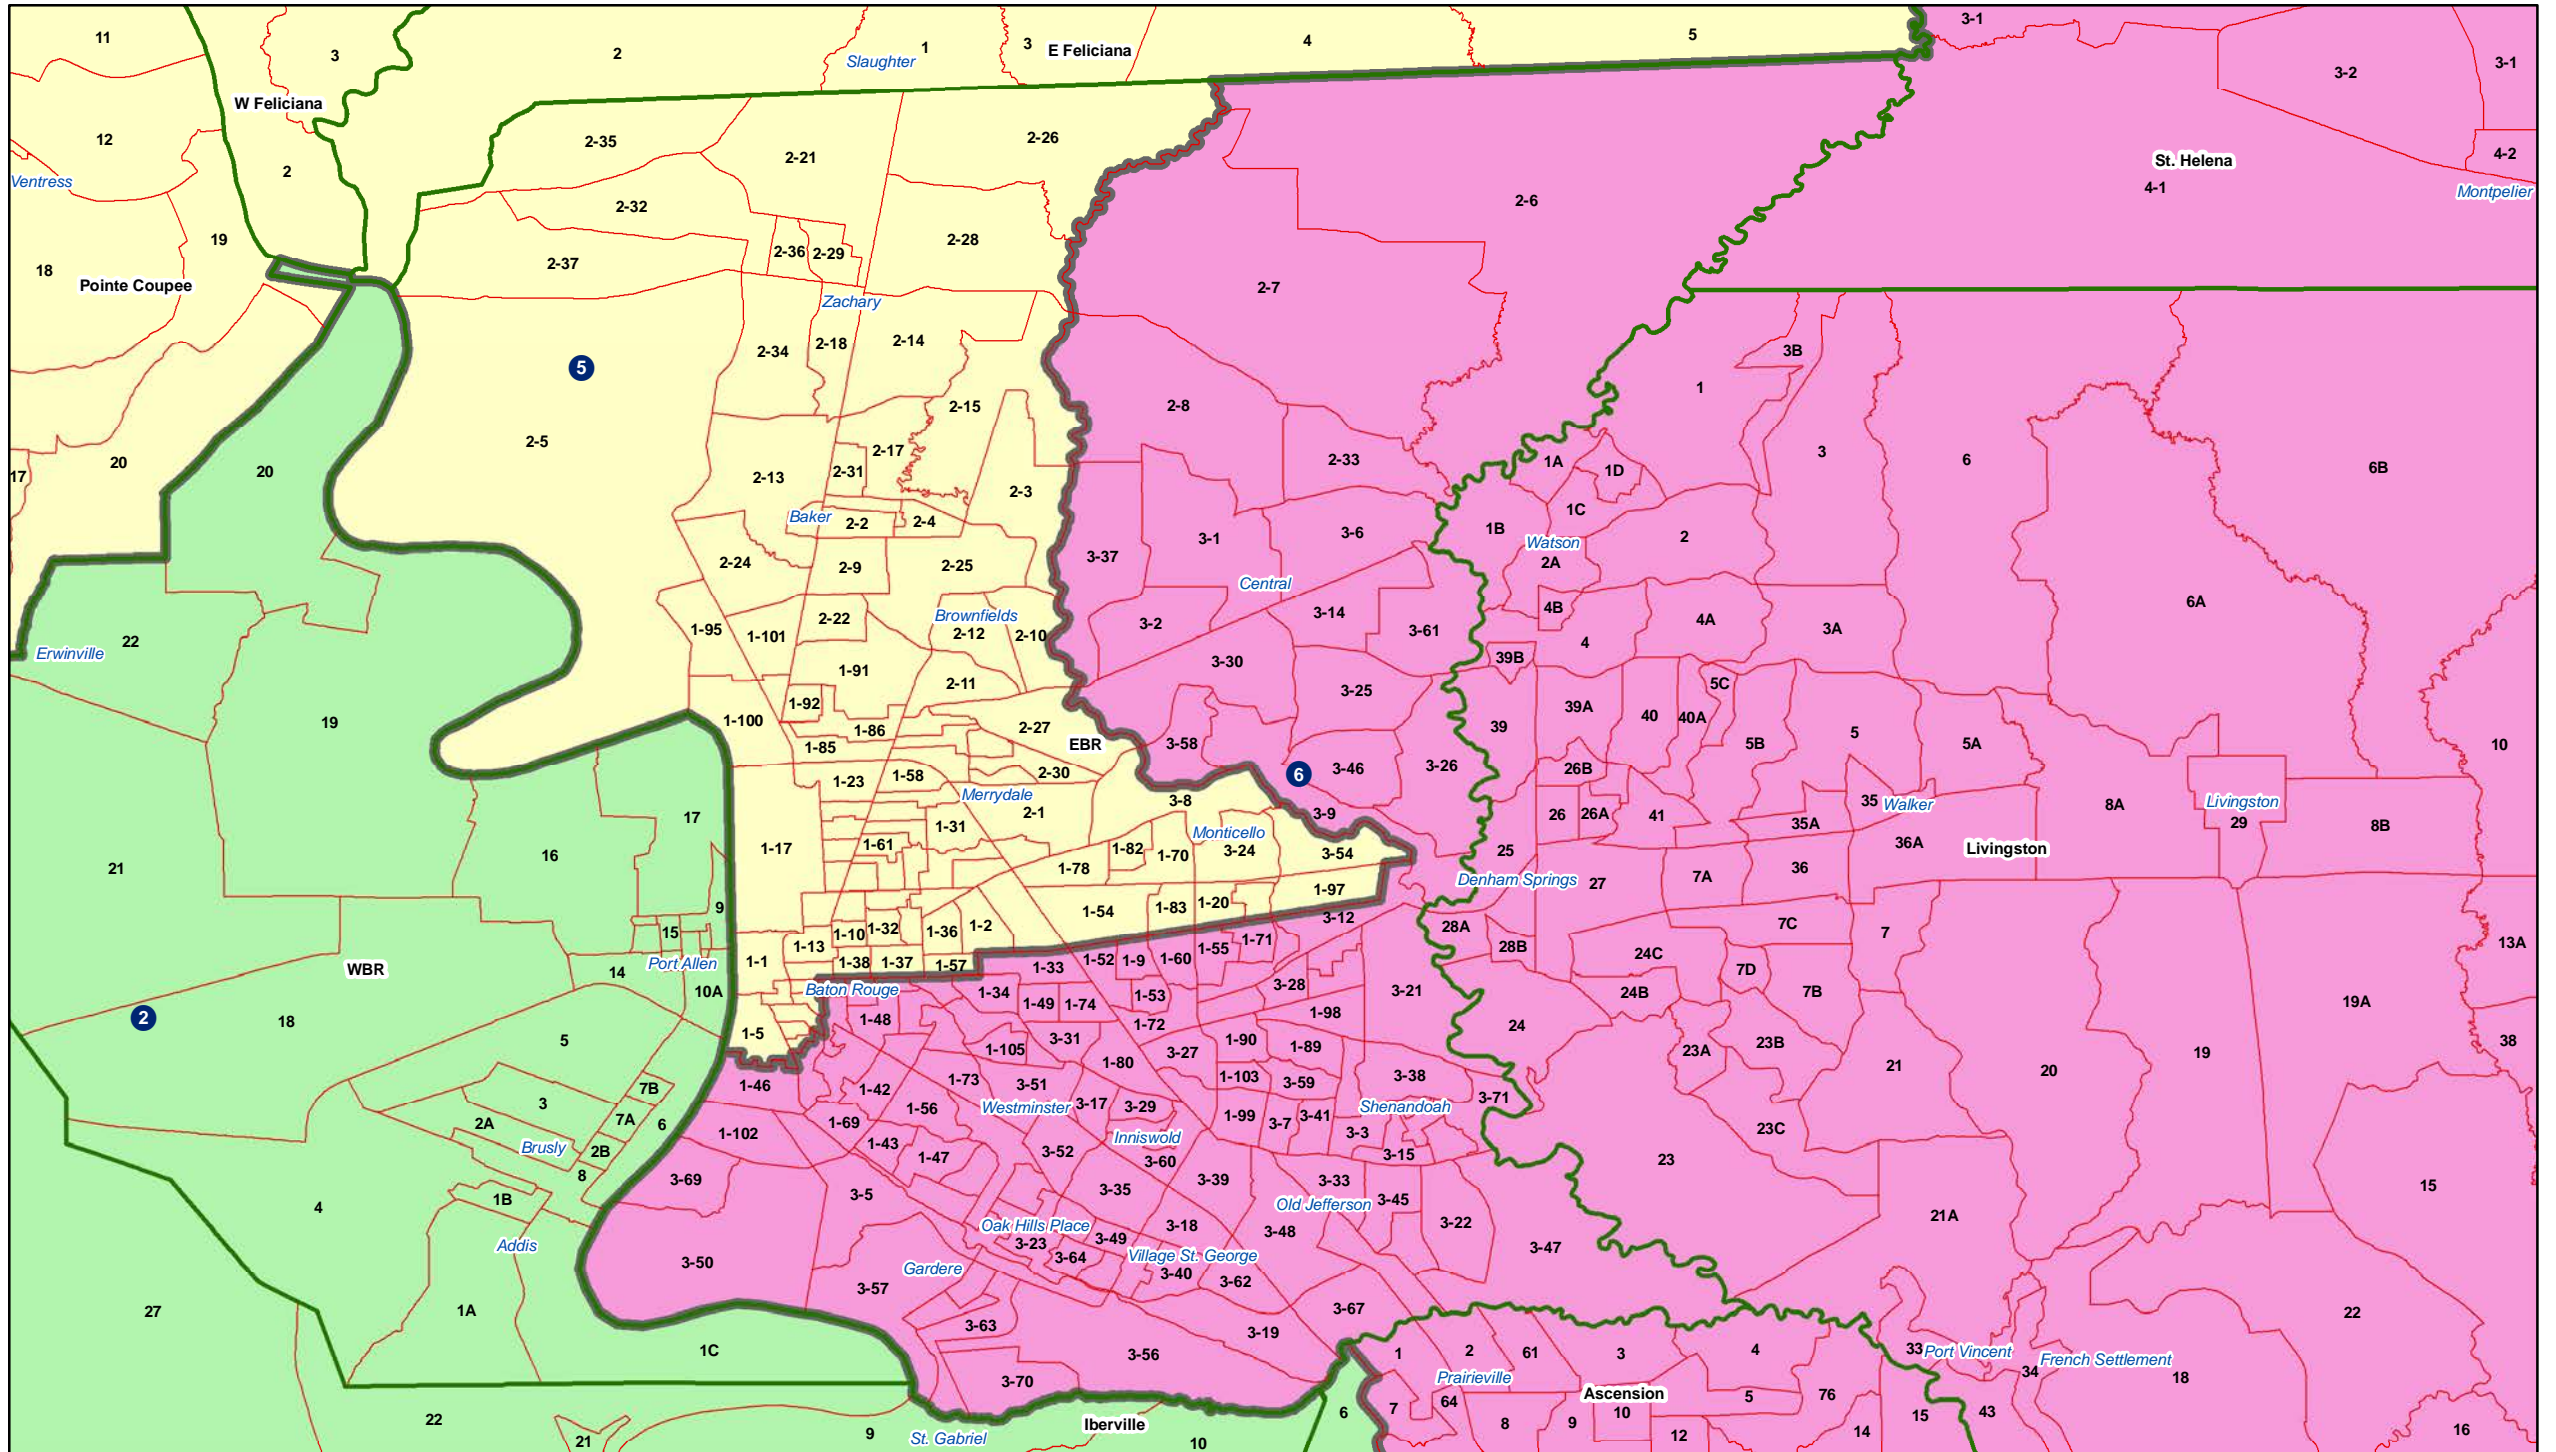 11
3
2
1
3
E Feliciana
4
5
3-1
3-2
3-1
Slaughter
W Feliciana
12
2-35
2-21
2-26
4-2
St. Helena
4-1
Montpelier
Ventress
2
2-32
2-6
19
2-36
2-29
2-28
18
2-37
Pointe Coupee
2-7
Zachary
2-34
2-18
2-14
3B
5
1
2-8
2-15
2-5
2-17
2-33
20
20
17
2-13
2-31
2-3
1A
1D
3
6
6B
Baker
2-2
2-4
1C
1B
3-37
3-1
3-6
Watson
2
2-24
2-9
2-25
2A
Central
6A
4B
2-22
Brownfields
3-14
4A
3A
1-95
1-101
2-12
2-10
3-2
3-61
22
Erwinville
4
39B
1-91
3-30
2-11
5C
3-25
1-92
39A
40
40A
19
1-100
1-86
2-27
39
5
EBR
3-58
5B
5A
10
1-85
3-46
3-26
26B
6
1-23
1-58
2-30
Merrydale
3-8
3-9
26
26A
41
35
Walker
8A
Livingston
29
8B
17
2-1
1-31
Monticello
35A
36A
Livingston
1-17
1-61
1-82
1-70
3-24
3-54
25
16
21
1-78
Denham Springs
27
7A
36
1-97
9
1-54
1-83
1-20
3-12
28A
7C
7
15
1-10
1-32
1-36
1-2
1-13
1-71
28B
24C
13A
Port Allen
1-1
1-38
1-37
1-57
1-33
1-52
1-9
1-60
1-55
7D
WBR
14
10A
Baton Rouge
1-34
1-49
1-74
1-53
3-28
3-21
24B
7B
19A
2
18
1-48
1-98
1-5
1-72
24
5
1-105
3-31
1-90
1-89
23A
23B
38
3-27
19
1-80
21
20
7B
1-46
1-42
1-73
3-51
1-103
3-59
3-38
3
Westminster
3-17
3-29
Shenandoah
3-71
2A
7A
6
1-56
1-99
3-7
3-41
1-69
1-102
3-3
23C
Brusly
2B
1-43
Inniswold
1-47
3-52
3-60
3-15
23
8
3-69
3-5
3-35
3-39
3-33
15
4
1B
Old Jefferson
3-45
Oak Hills Place
3-18
3-48
3-22
21A
Addis
3-23
3-49
3-47
3-64
Village St. George
3-50
Gardere
3-40
3-62
3-57
27
1A
3-67
22
3-63
3-19
1C
3-56
1
2
61
3
4
33
Port Vincent
34
French Settlement
18
3-70
Prairieville
Ascension
5
76
22
7
64
6
8
9
10
12
14
15
43
16
21
9
St. Gabriel
Iberville
10